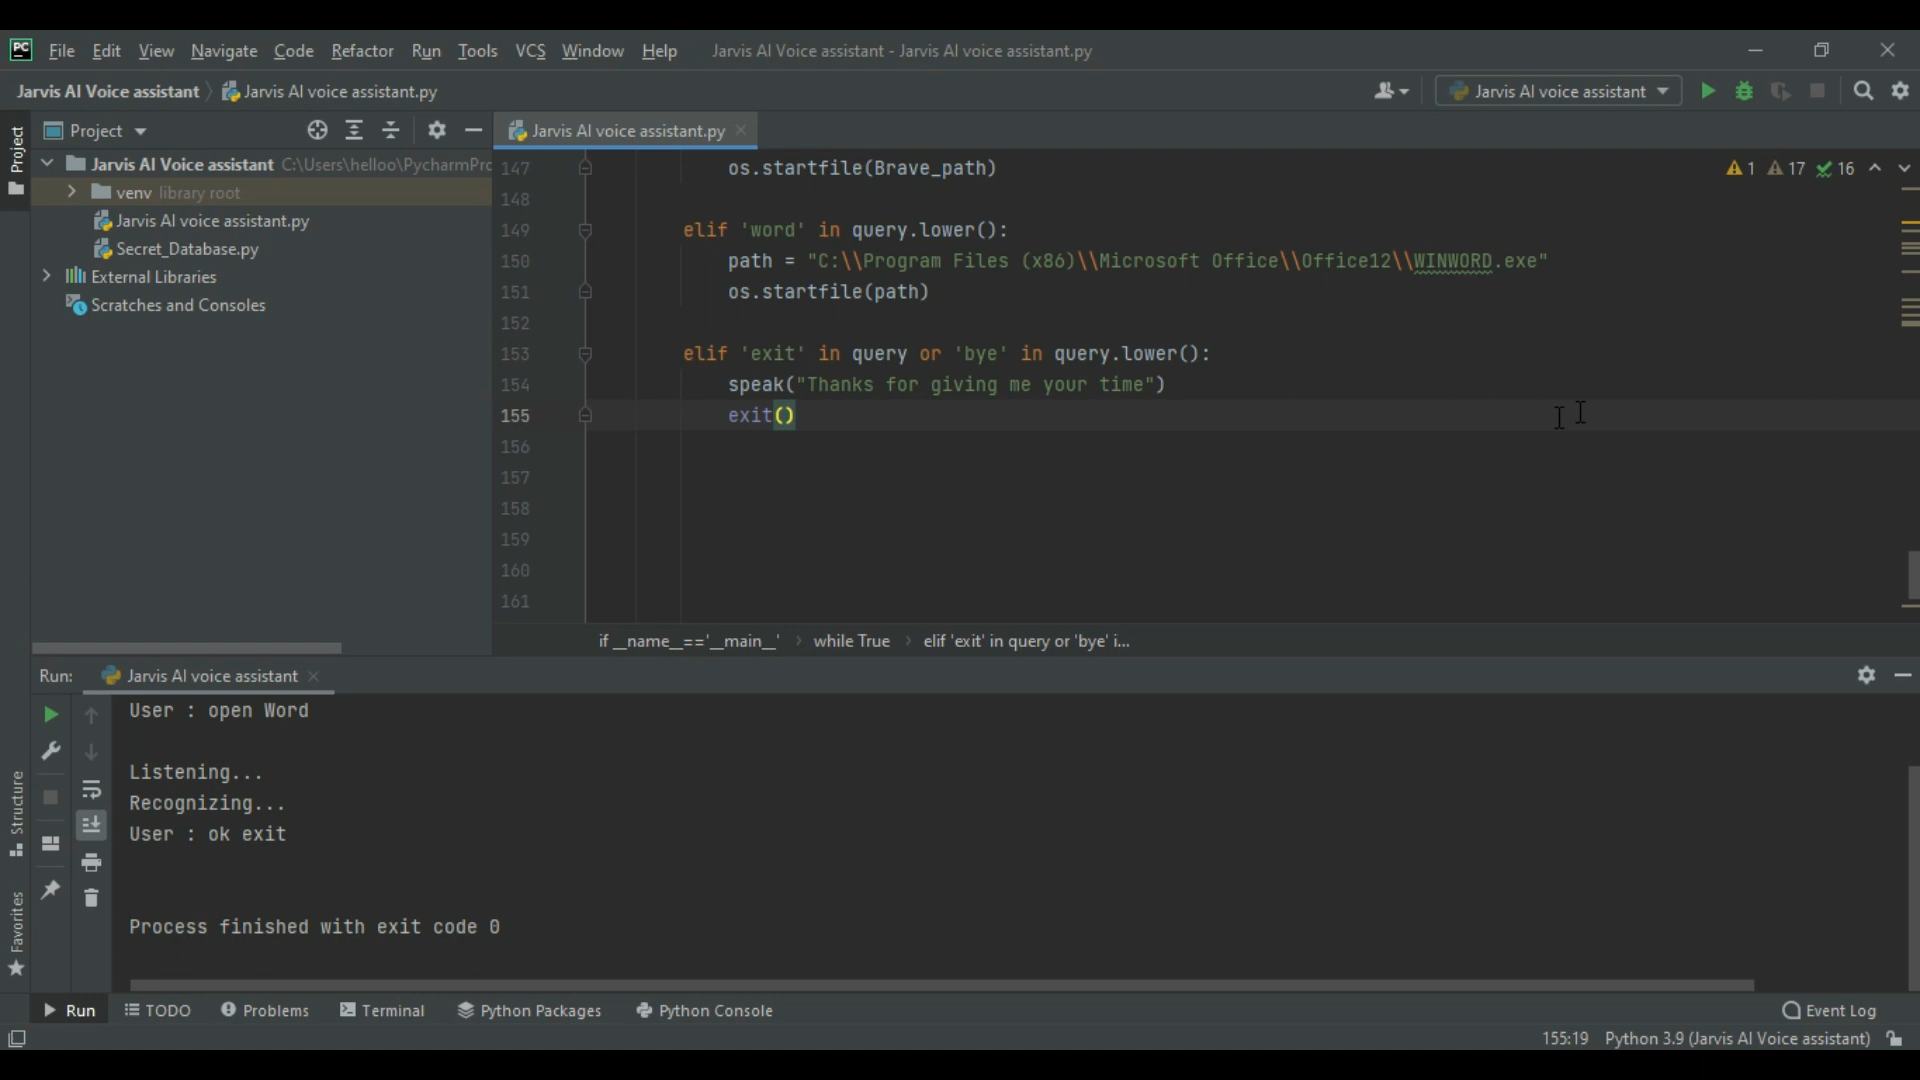 PC File Edit View Navigate Code Refactor Run Tools VCS Window Help Jarvis AI Voice assistant - Jarvis AI voice assistant.py
Jarvis AI Voice assistant Jarvis AI voice assistant.py Jarvis AI voice assistant
Project Project Jarvis AI voice assistant.py
Jarvis AI Voice assistant C:\Users\helloo\PycharmPro
venv library root
Jarvis AI voice assistant.py
Secret_Database.py
External Libraries
Scratches and Consoles
1 17 16
147 os.startfile(Brave_path)
148
149 elif 'word' in query.lower():
150 path = "C:\\Program Files (x86)\\Microsoft Office\\Office12\\WINWORD.exe"
151 os.startfile(path)
152
153 elif 'exit' in query or 'bye' in query.lower():
154 speak("Thanks for giving me your time")
155 exit()
156
157
158
159
160
161
if __name__=='__main__' while True elif 'exit' in query or 'bye' i...
Run: Jarvis AI voice assistant
User : open Word
Listening...
Recognizing...
User : ok exit
Process finished with exit code 0
Structure
Favorites
Run TODO Problems Terminal Python Packages Python Console Event Log
155:19 Python 3.9 (Jarvis AI Voice assistant)